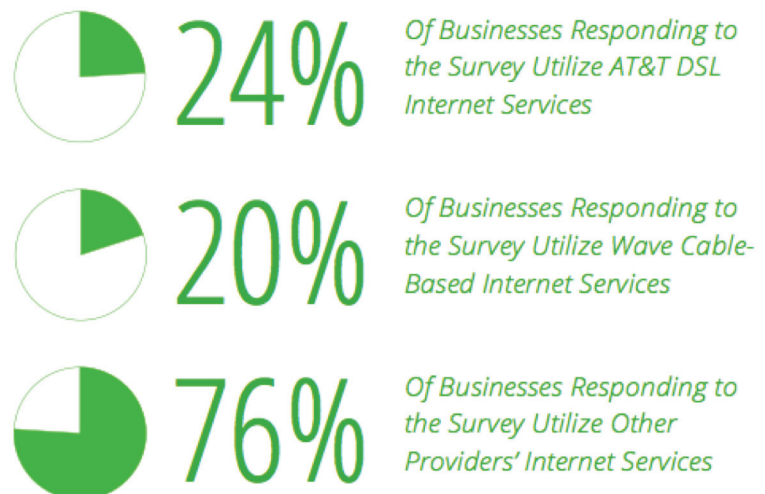 24%
Of Businesses Responding to
the Survey Utilize AT&T DSL
Internet Services
20%
Of Businesses Responding to
the Survey Utilize Wave Cable-
Based Internet Services
76%
Of Businesses Responding to
the Survey Utilize Other
Providers’ Internet Services